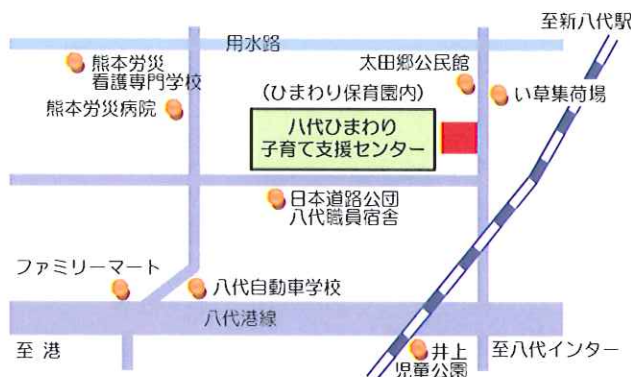 至新八代駅
用水路
熊本労災
看護専門学校
太田郷公民館
熊本労災病院
(ひまわり保育園内)
い草集荷場
八代ひまわり
子育て支援センター
日本道路公団
八代職員宿舎
ファミリーマート
八代自動車学校
八代港線
至 港
井上
児童公園
至八代インター